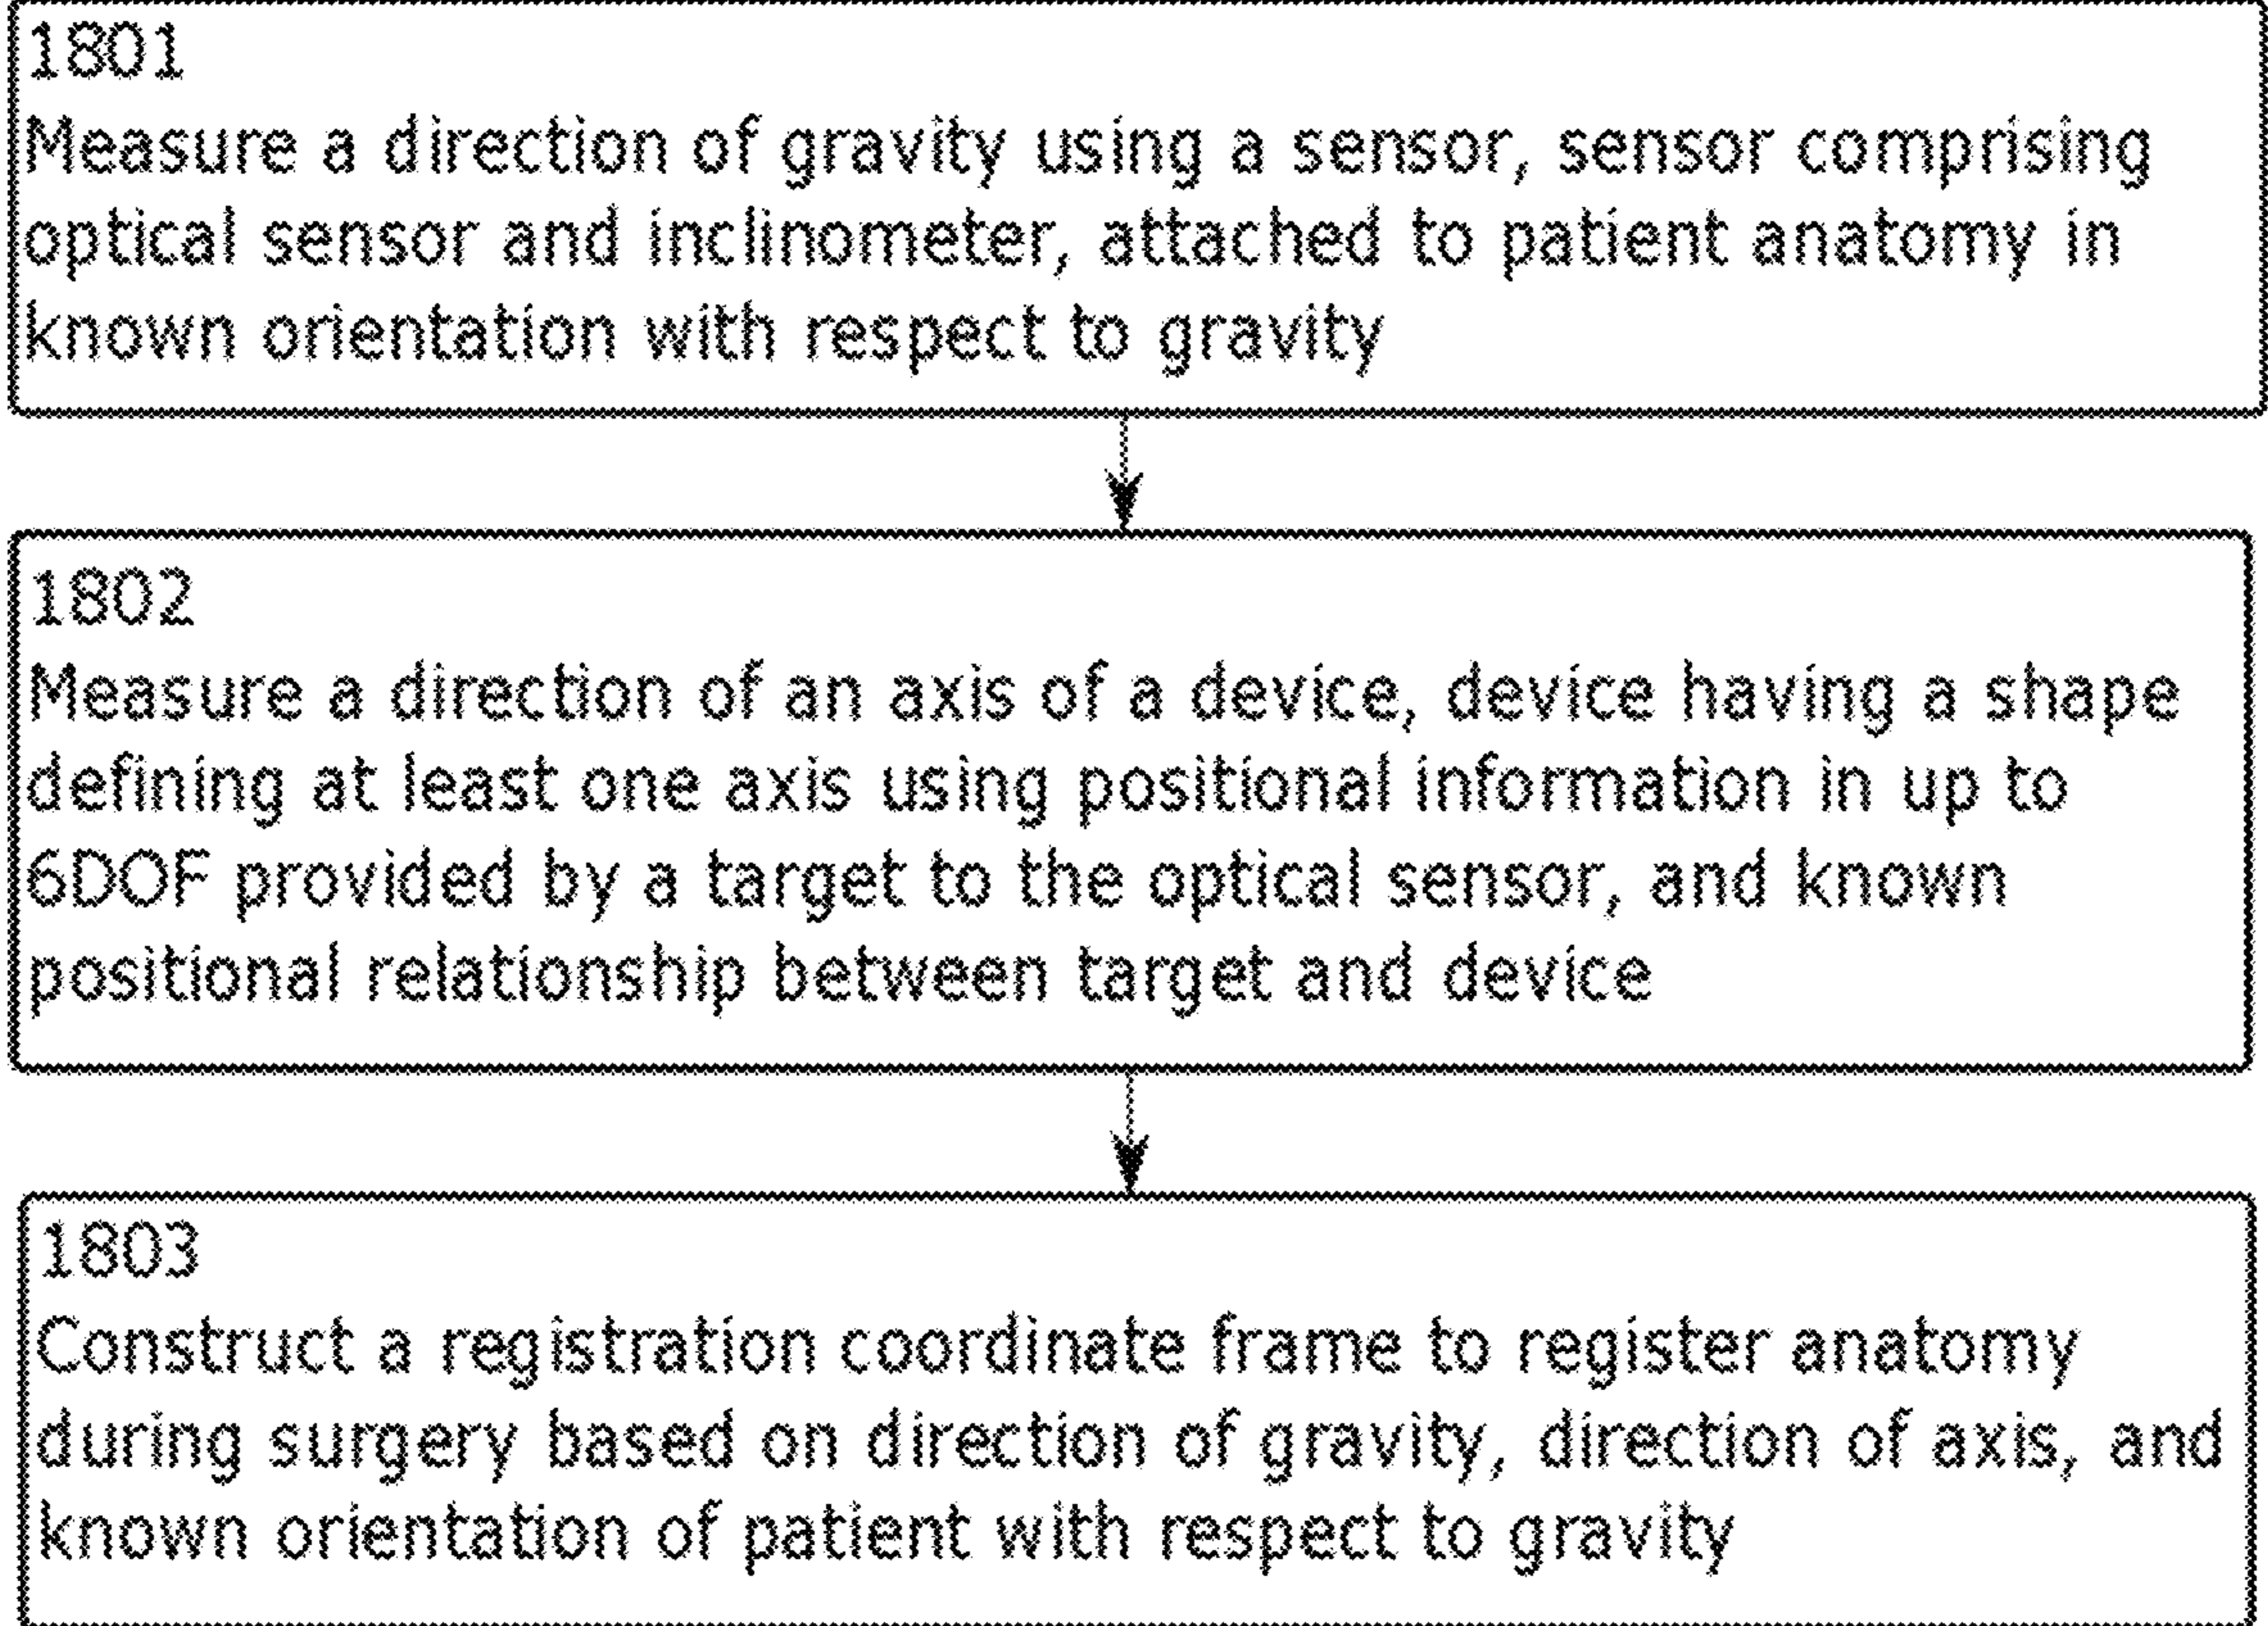 1801
Measure a direction of gravity using a sensor, sensor comprising
optical sensor and inclinometer, attached to patient anatomy in
known orientation with respect to gravity
1802
Measure a direction of an axis of a device, device having a shape
defining at least one axis using positional information in up to
6DOF provided by a target to the optical sensor, and known
positional relationship between target and device
1803
Construct a registration coordinate frame to register anatomy
during surgery based on direction of gravity, direction of axis, and
known orientation of patient with respect to gravity